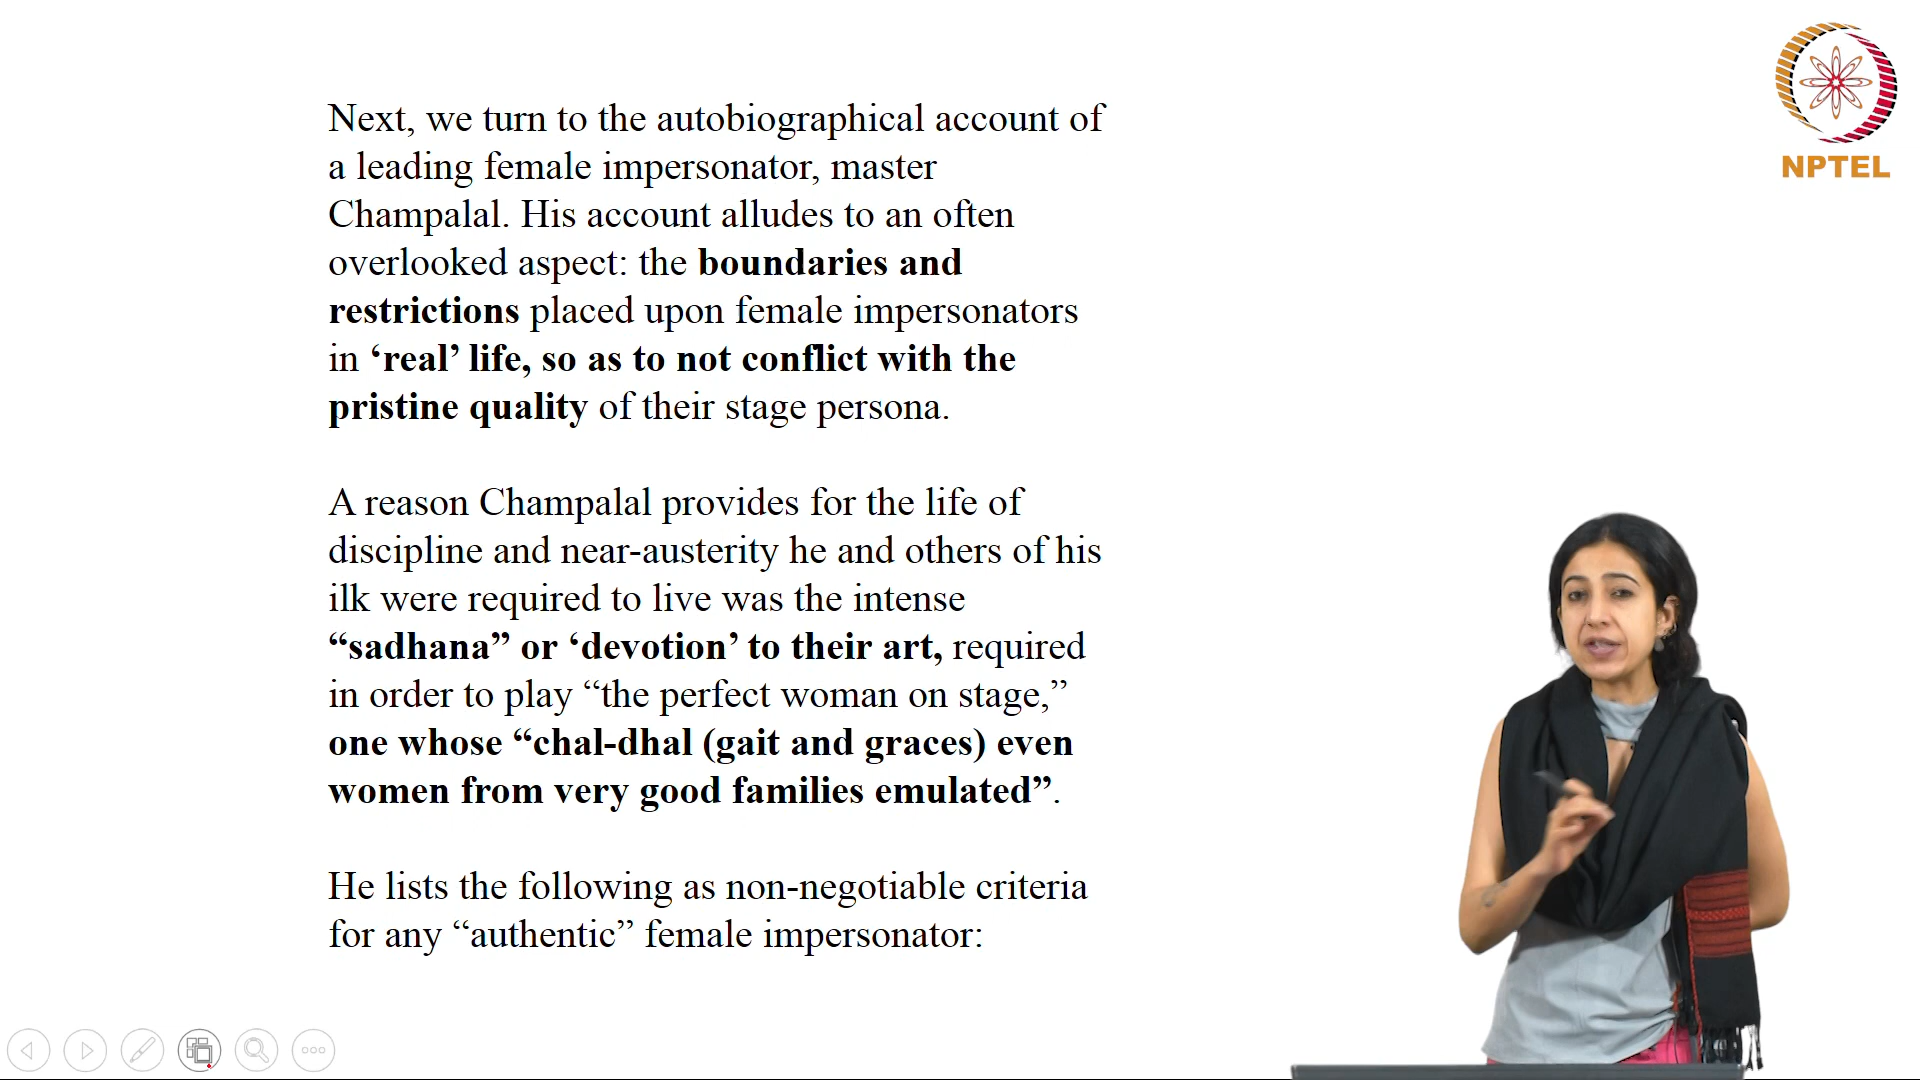 Next, we turn to the autobiographical account of
a leading female impersonator, master
Champalal. His account alludes to an often
overlooked aspect: the boundaries and
restrictions placed upon female impersonators
in ‘real’ life, so as to not conflict with the
pristine quality of their stage persona.
A reason Champalal provides for the life of
discipline and near-austerity he and others of his
ilk were required to live was the intense
“sadhana” or ‘devotion’ to their art, required
in order to play “the perfect woman on stage,”
one whose “chal-dhal (gait and graces) even
women from very good families emulated”.
He lists the following as non-negotiable criteria
for any “authentic” female impersonator:
NPTEL